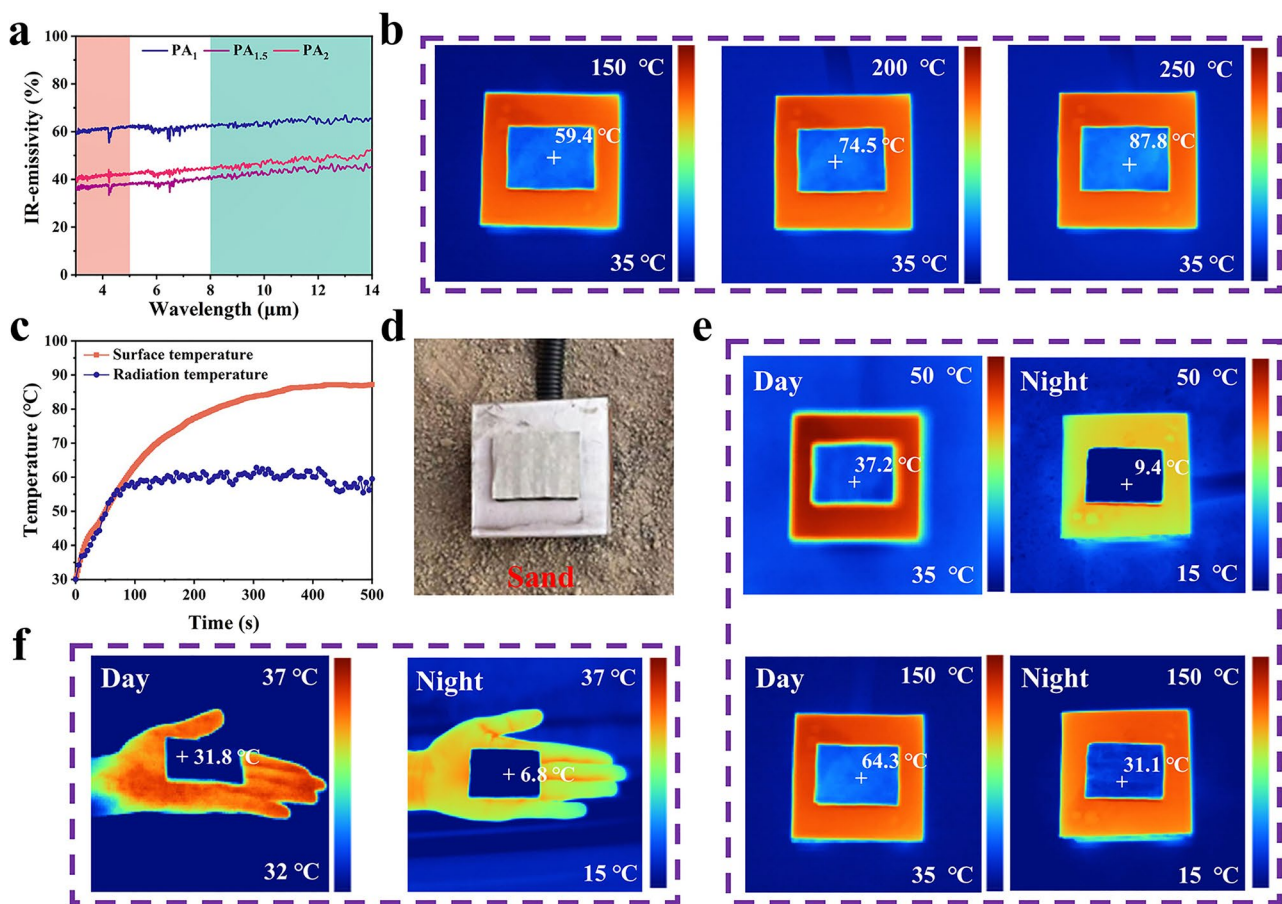 a
PA1 PA1.5 PA2
100
80
60
40
20
0
IR-emissivity (%)
4 6 8 10 12 14
Wavelength (μm)
b
150 ℃
59.4 ℃
35 ℃
200 ℃
74.5 ℃
35 ℃
250 ℃
87.8 ℃
35 ℃
c
Surface temperature
Radiation temperature
100
90
80
70
60
50
40
30
Temperature (℃)
0 100 200 300 400 500
Time (s)
d
Sand
e
Day
50 ℃
37.2 ℃
35 ℃
Night
50 ℃
9.4 ℃
15 ℃
Day
150 ℃
64.3 ℃
35 ℃
Night
150 ℃
31.1 ℃
15 ℃
f
Day
37 ℃
+ 31.8 ℃
32 ℃
Night
37 ℃
+ 6.8 ℃
15 ℃